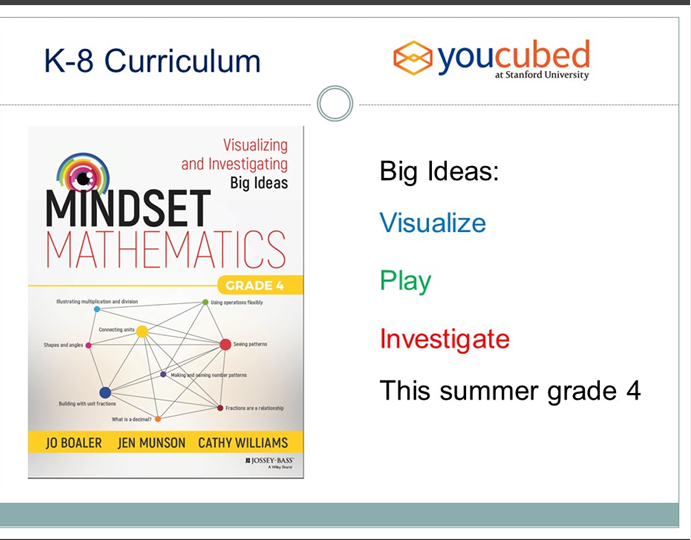 K-8 Curriculum
youcubed
at Stanford University
Visualizing
and Investigating
Big Ideas
MINDSET
MATHEMATICS
GRADE 4
Illustrating multiplication and division
Using operations flexibly
Connecting units
Shapes and angles
Seeing patterns
Making and naming number patterns
Building with unit fractions
Fractions are a relationship
What is a decimal?
JO BOALER JEN MUNSON CATHY WILLIAMS
JOSSEY-BASS
A Wiley Brand
Big Ideas:
Visualize
Play
Investigate
This summer grade 4